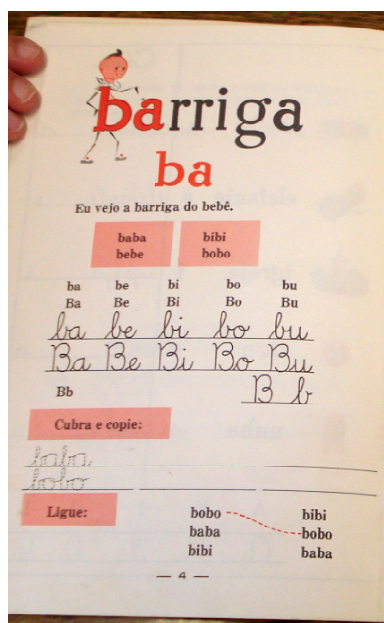 barriga
ba
Eu vejo a barriga do bebê.
baba bibi
bebe bobo
ba be bi bo bu
Ba Be Bi Bo Bu
ba be bi bo bu
Ba Be Bi Bo Bu
Bb B b
Cubra e copie:
baba
bobo
Ligue:
bobo bibi
baba bobo
bibi baba
— 4 —